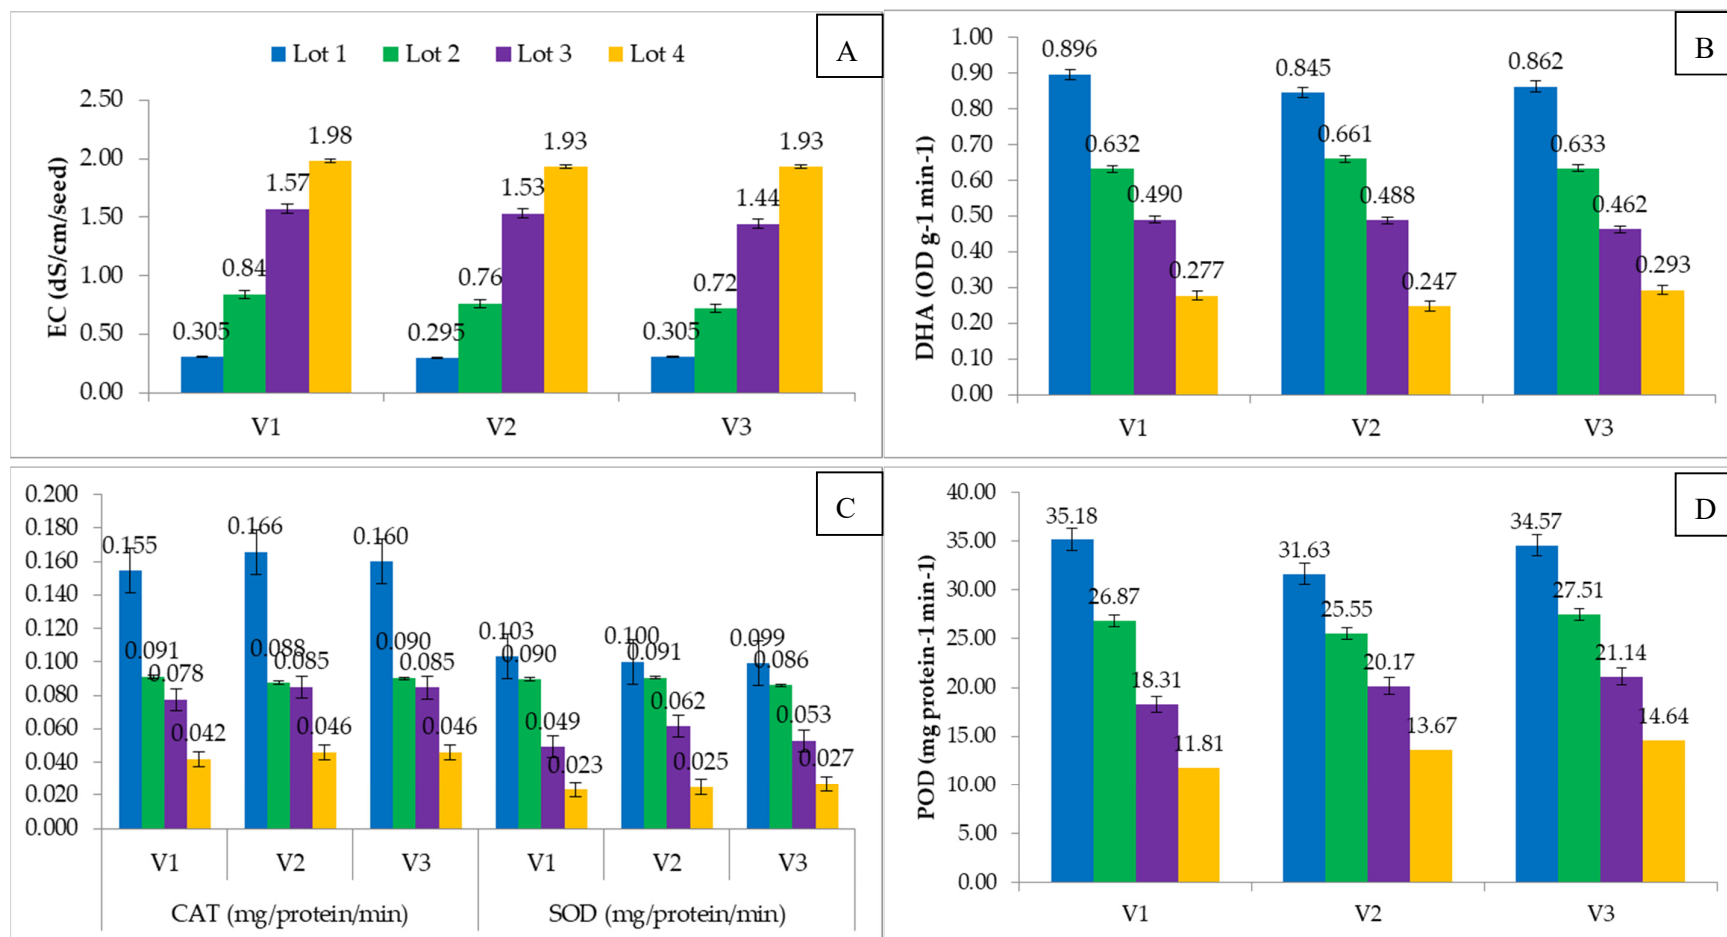 A
Lot 1 Lot 2 Lot 3 Lot 4
EC (dS/cm/seed)
2.50
2.00
1.50
1.00
0.50
0.00
0.305 0.84 1.57 1.98
0.295 0.76 1.53 1.93
0.305 0.72 1.44 1.93
V1 V2 V3
B
DHA (OD g-1 min-1)
1.00
0.90
0.80
0.70
0.60
0.50
0.40
0.30
0.20
0.10
0.00
0.896 0.632 0.490 0.277
0.845 0.661 0.488 0.247
0.862 0.633 0.462 0.293
V1 V2 V3
C
0.200
0.180
0.160
0.140
0.120
0.100
0.080
0.060
0.040
0.020
0.000
0.155 0.091 0.078 0.042
0.166 0.088 0.085 0.046
0.160 0.090 0.085 0.046
0.103 0.090 0.049 0.023
0.100 0.091 0.062 0.025
0.099 0.086 0.053 0.027
V1 V2 V3 V1 V2 V3
CAT (mg/protein/min) SOD (mg/protein/min)
D
POD (mg protein-1 min-1)
40.00
35.00
30.00
25.00
20.00
15.00
10.00
5.00
0.00
35.18 26.87 18.31 11.81
31.63 25.55 20.17 13.67
34.57 27.51 21.14 14.64
V1 V2 V3